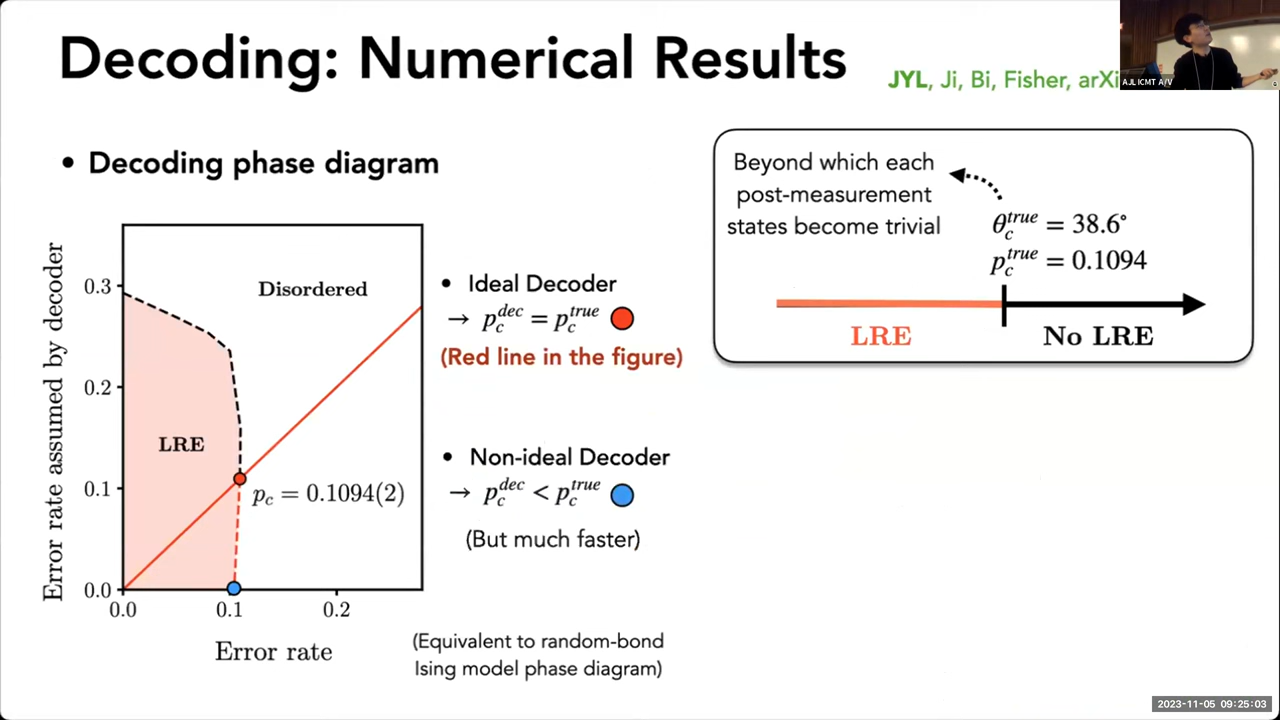 Decoding: Numerical Results
JYL, Ji, Bi, Fisher, arXi
AJLICMT A/V
• Decoding phase diagram
Error rate assumed by decoder
0.3
0.2
0.1
0.0
0.0
0.1
0.2
Error rate
Disordered
LRE
p_c = 0.1094(2)
• Ideal Decoder
→ p_c^{dec} = p_c^{true}
(Red line in the figure)
• Non-ideal Decoder
→ p_c^{dec} < p_c^{true}
(But much faster)
(Equivalent to random-bond
Ising model phase diagram)
Beyond which each
post-measurement
states become trivial
θ_c^{true} = 38.6°
p_c^{true} = 0.1094
LRE
No LRE
2023-11-05 09:25:03